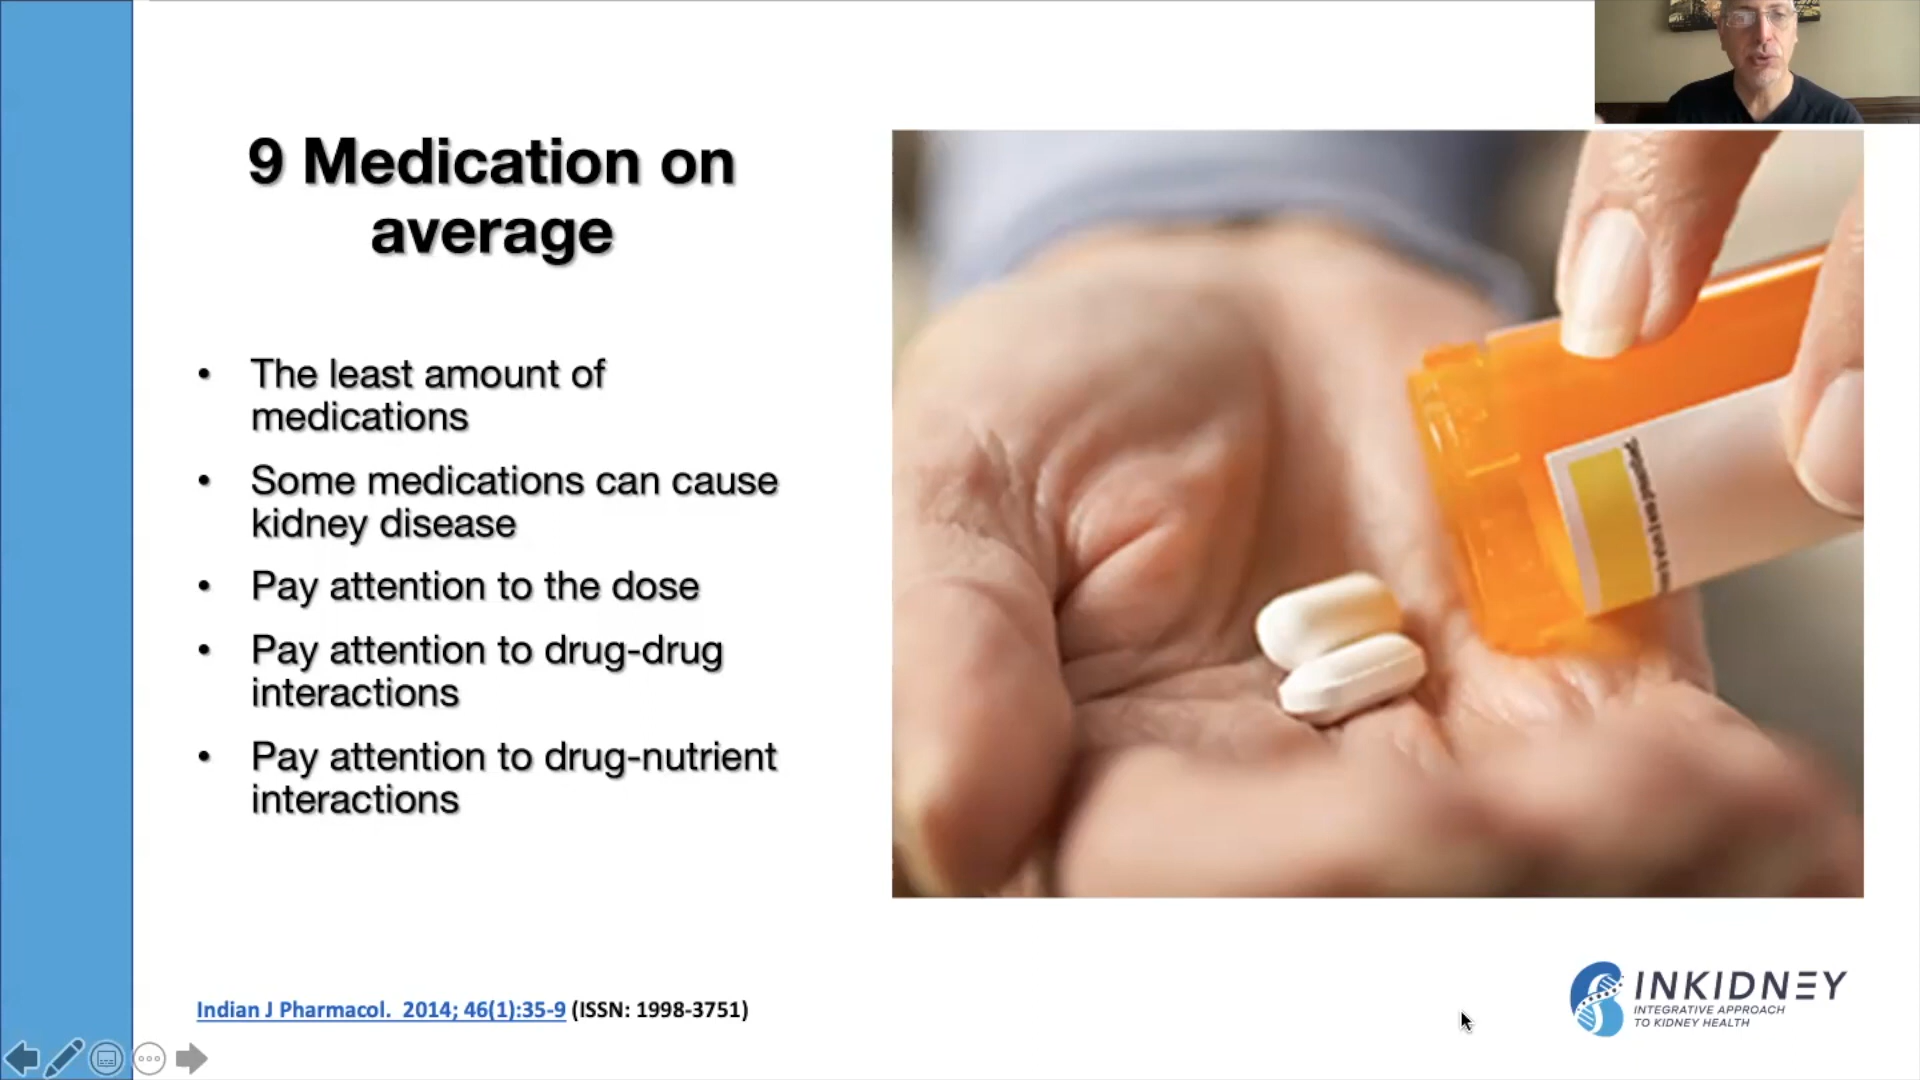 9 Medication on
average
• The least amount of
medications
• Some medications can cause
kidney disease
• Pay attention to the dose
• Pay attention to drug-drug
interactions
• Pay attention to drug-nutrient
interactions
Indian J Pharmacol. 2014; 46(1):35-9 (ISSN: 1998-3751)
INKIDNEY
INTEGRATIVE APPROACH
TO KIDNEY HEALTH